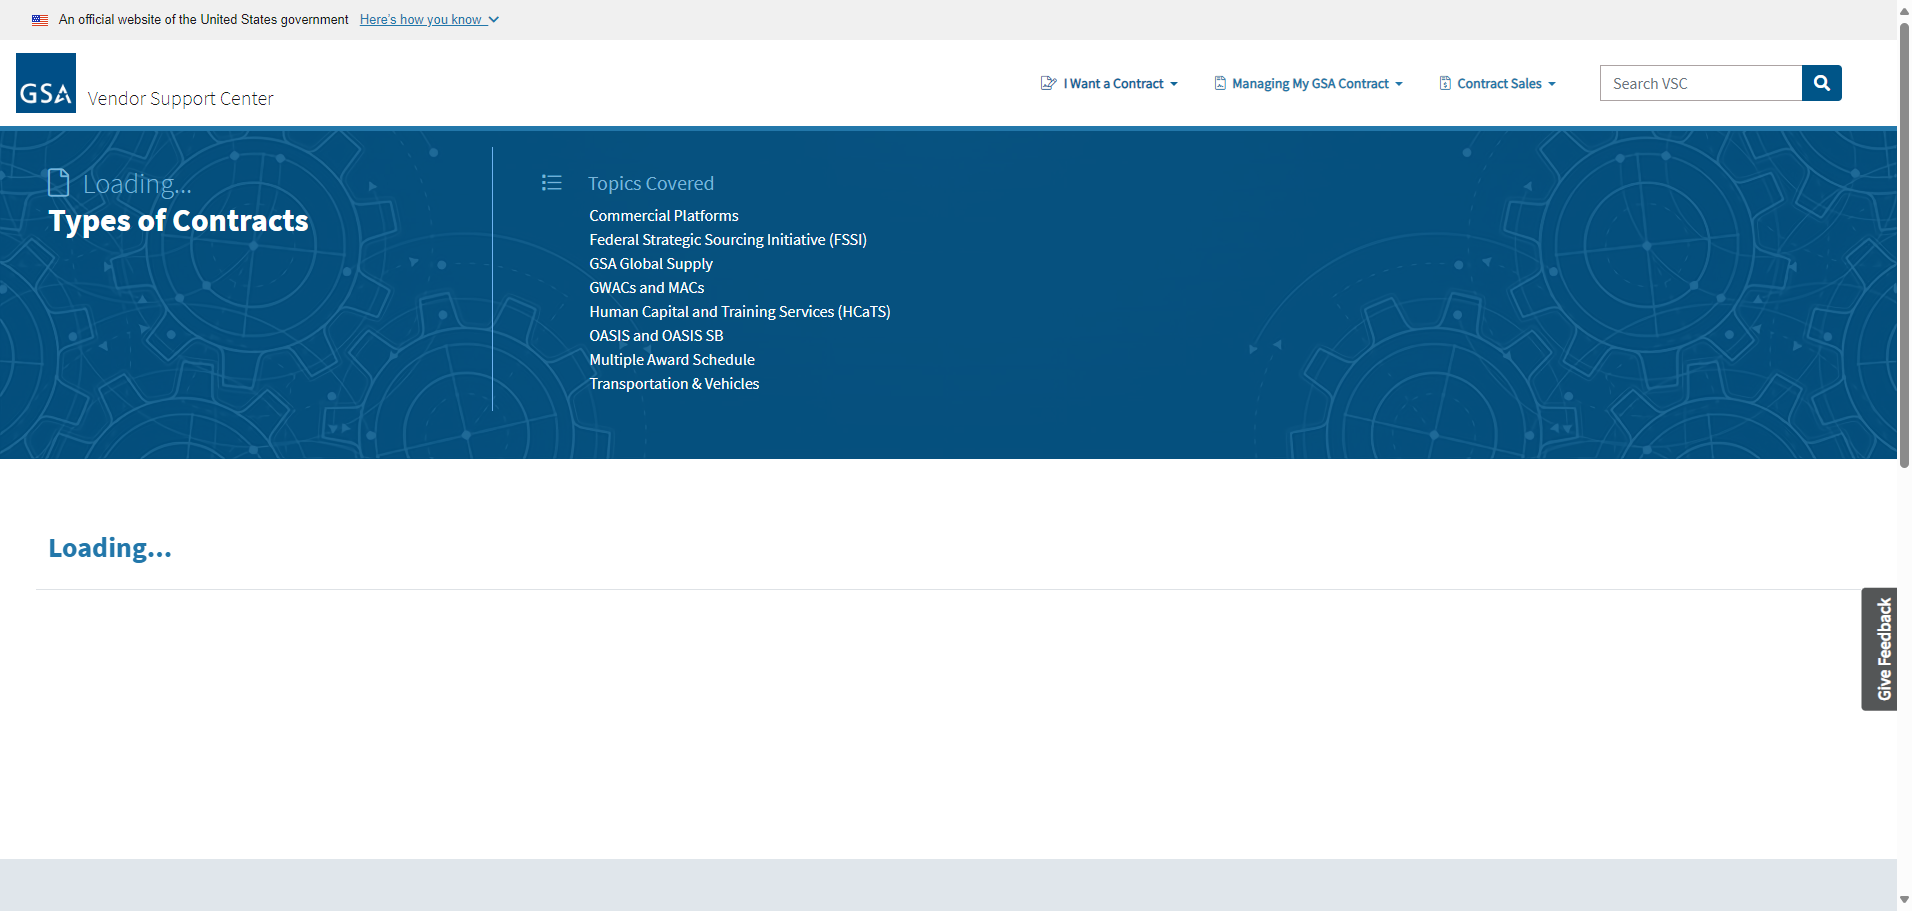 An official website of the United States government Here's how you know
GSA Vendor Support Center
I Want a Contract
Managing My GSA Contract
Contract Sales
Search VSC
Loading...
Types of Contracts
Topics Covered
Commercial Platforms
Federal Strategic Sourcing Initiative (FSSI)
GSA Global Supply
GWACs and MACs
Human Capital and Training Services (HCaTS)
OASIS and OASIS SB
Multiple Award Schedule
Transportation & Vehicles
Loading...
Give Feedback